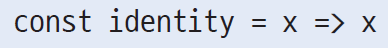 const identity = x => x